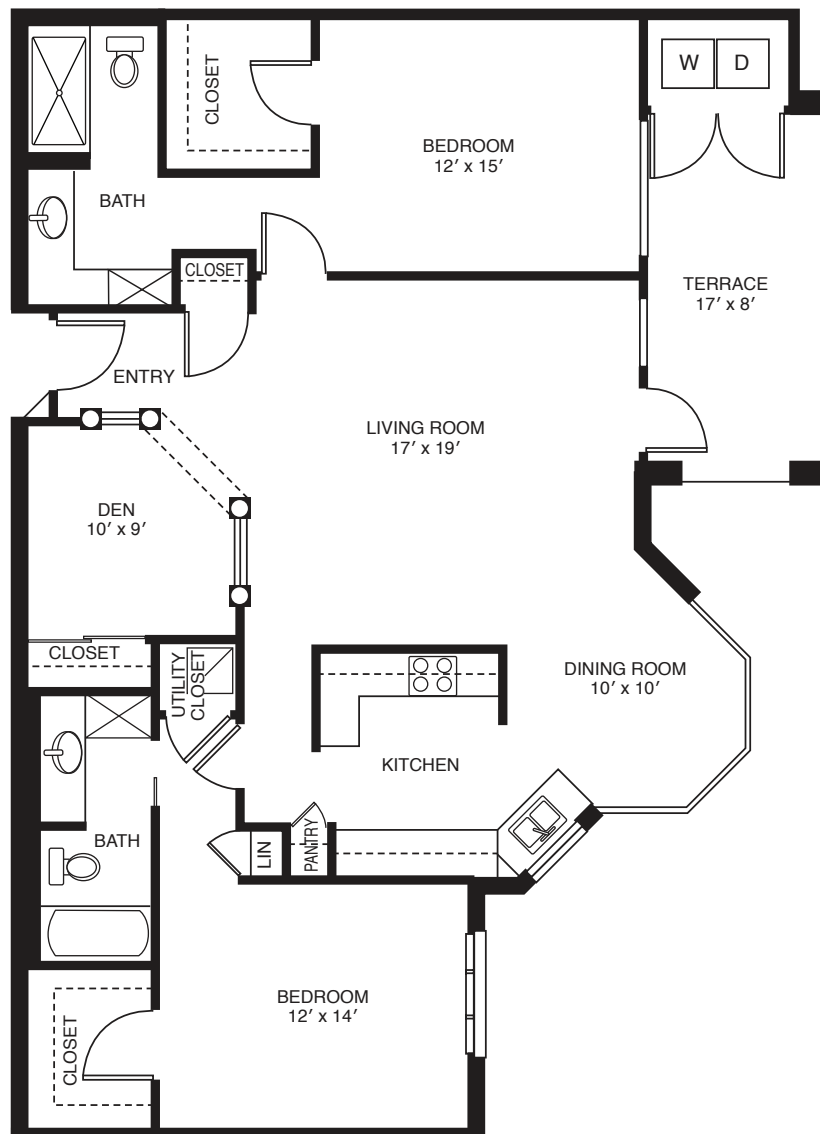 CLOSET
W
D
BEDROOM
12′ x 15′
BATH
CLOSET
TERRACE
17′ x 8′
ENTRY
LIVING ROOM
17′ x 19′
DEN
10′ x 9′
CLOSET
UTILITY
CLOSET
DINING ROOM
10′ x 10′
KITCHEN
BATH
LIN
PANTRY
BEDROOM
12′ x 14′
CLOSET